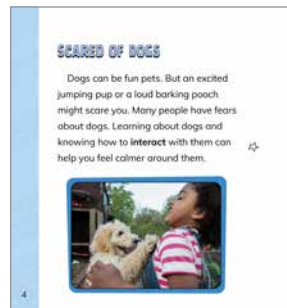 SCARED OF DOGS
Dogs can be fun pets. But an excited
jumping pup or a loud barking pooch
might scare you. Many people have fears
about dogs. Learning about dogs and
knowing how to interact with them can
help you feel calmer around them.
4